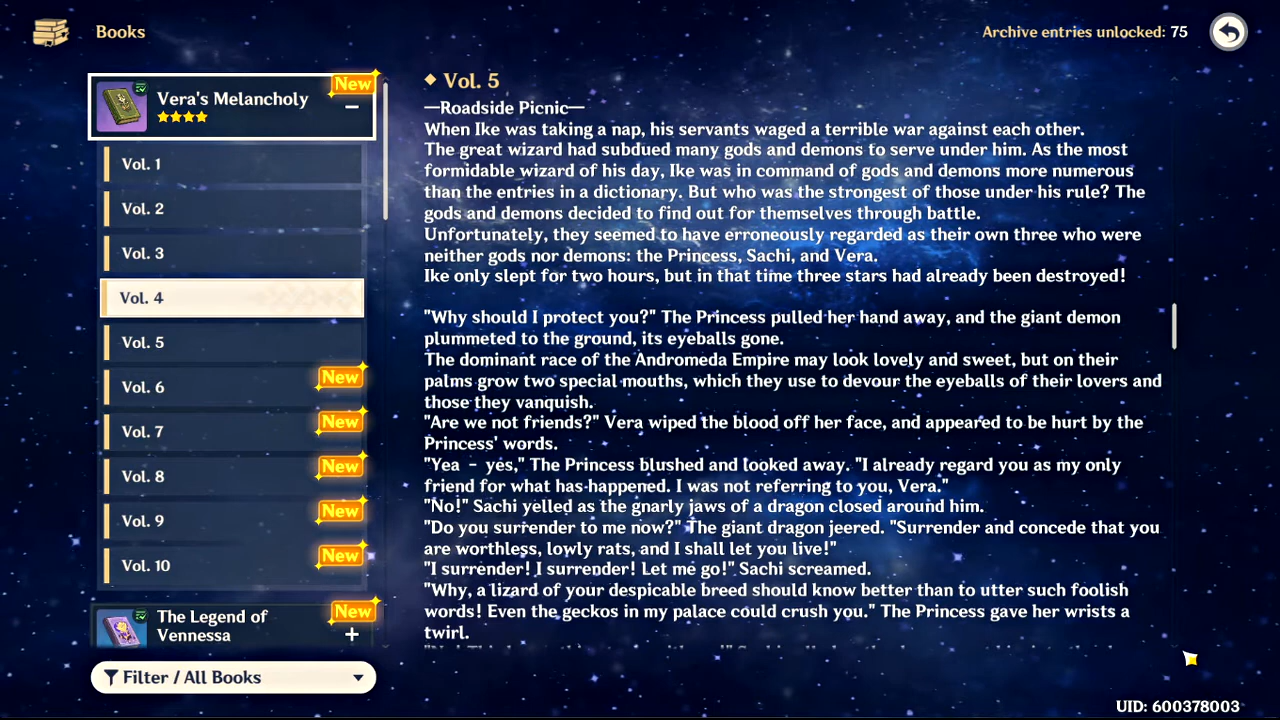 Books
Archive entries unlocked: 75
New
Vera's Melancholy
Vol. 1
Vol. 2
Vol. 3
Vol. 4
Vol. 5
Vol. 6
New
Vol. 7
New
Vol. 8
New
Vol. 9
New
Vol. 10
New
The Legend of
Vennessa
New
Filter / All Books
Vol. 5
—Roadside Picnic—
When Ike was taking a nap, his servants waged a terrible war against each other.
The great wizard had subdued many gods and demons to serve under him. As the most
formidable wizard of his day, Ike was in command of gods and demons more numerous
than the entries in a dictionary. But who was the strongest of those under his rule? The
gods and demons decided to find out for themselves through battle.
Unfortunately, they seemed to have erroneously regarded as their own three who were
neither gods nor demons: the Princess, Sachi, and Vera.
Ike only slept for two hours, but in that time three stars had already been destroyed!
"Why should I protect you?" The Princess pulled her hand away, and the giant demon
plummeted to the ground, its eyeballs gone.
The dominant race of the Andromeda Empire may look lovely and sweet, but on their
palms grow two special mouths, which they use to devour the eyeballs of their lovers and
those they vanquish.
"Are we not friends?" Vera wiped the blood off her face, and appeared to be hurt by the
Princess' words.
"Yea – yes," The Princess blushed and looked away. "I already regard you as my only
friend for what has happened. I was not referring to you, Vera."
"No!" Sachi yelled as the gnarly jaws of a dragon closed around him.
"Do you surrender to me now?" The giant dragon jeered. "Surrender and concede that you
are worthless, lowly rats, and I shall let you live!"
"I surrender! I surrender! Let me go!" Sachi screamed.
"Why, a lizard of your despicable breed should know better than to utter such foolish
words! Even the geckos in my palace could crush you." The Princess gave her wrists a
twirl.
UID: 600378003